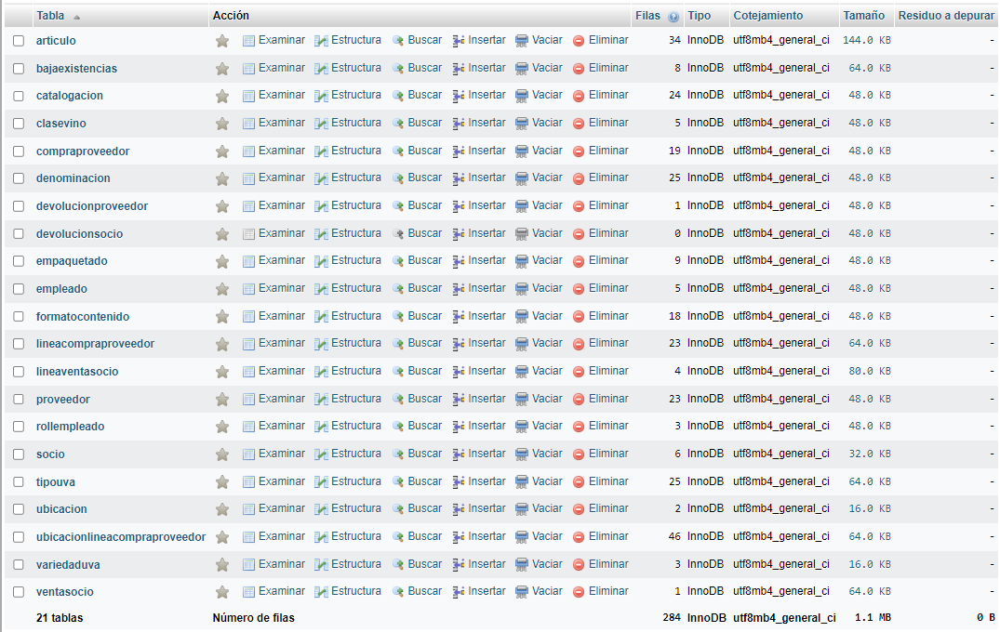 Tabla Acción Filas Tipo Cotejamiento Tamaño Residuo a depurar
articulo Examinar Estructura Buscar Insertar Vaciar Eliminar 34 InnoDB utf8mb4_general_ci 144.0 KB -
bajaexistencias Examinar Estructura Buscar Insertar Vaciar Eliminar 8 InnoDB utf8mb4_general_ci 64.0 KB -
catalogacion Examinar Estructura Buscar Insertar Vaciar Eliminar 24 InnoDB utf8mb4_general_ci 48.0 KB -
clasevino Examinar Estructura Buscar Insertar Vaciar Eliminar 5 InnoDB utf8mb4_general_ci 48.0 KB -
compraproveedor Examinar Estructura Buscar Insertar Vaciar Eliminar 19 InnoDB utf8mb4_general_ci 48.0 KB -
denominacion Examinar Estructura Buscar Insertar Vaciar Eliminar 25 InnoDB utf8mb4_general_ci 48.0 KB -
devolucionproveedor Examinar Estructura Buscar Insertar Vaciar Eliminar 1 InnoDB utf8mb4_general_ci 48.0 KB -
devolucionsocio Examinar Estructura Buscar Insertar Vaciar Eliminar 0 InnoDB utf8mb4_general_ci 48.0 KB -
empaquetado Examinar Estructura Buscar Insertar Vaciar Eliminar 9 InnoDB utf8mb4_general_ci 48.0 KB -
empleado Examinar Estructura Buscar Insertar Vaciar Eliminar 5 InnoDB utf8mb4_general_ci 48.0 KB -
formatocontenido Examinar Estructura Buscar Insertar Vaciar Eliminar 18 InnoDB utf8mb4_general_ci 48.0 KB -
lineacompraproveedor Examinar Estructura Buscar Insertar Vaciar Eliminar 23 InnoDB utf8mb4_general_ci 64.0 KB -
lineaventasocio Examinar Estructura Buscar Insertar Vaciar Eliminar 4 InnoDB utf8mb4_general_ci 80.0 KB -
proveedor Examinar Estructura Buscar Insertar Vaciar Eliminar 23 InnoDB utf8mb4_general_ci 48.0 KB -
rollempleado Examinar Estructura Buscar Insertar Vaciar Eliminar 3 InnoDB utf8mb4_general_ci 48.0 KB -
socio Examinar Estructura Buscar Insertar Vaciar Eliminar 6 InnoDB utf8mb4_general_ci 32.0 KB -
tipouva Examinar Estructura Buscar Insertar Vaciar Eliminar 25 InnoDB utf8mb4_general_ci 64.0 KB -
ubicacion Examinar Estructura Buscar Insertar Vaciar Eliminar 2 InnoDB utf8mb4_general_ci 16.0 KB -
ubicacionlineacompraproveedor Examinar Estructura Buscar Insertar Vaciar Eliminar 46 InnoDB utf8mb4_general_ci 64.0 KB -
variedaduva Examinar Estructura Buscar Insertar Vaciar Eliminar 3 InnoDB utf8mb4_general_ci 16.0 KB -
ventasocio Examinar Estructura Buscar Insertar Vaciar Eliminar 1 InnoDB utf8mb4_general_ci 64.0 KB -
21 tablas Número de filas 284 InnoDB utf8mb4_general_ci 1.1 MB 0 B